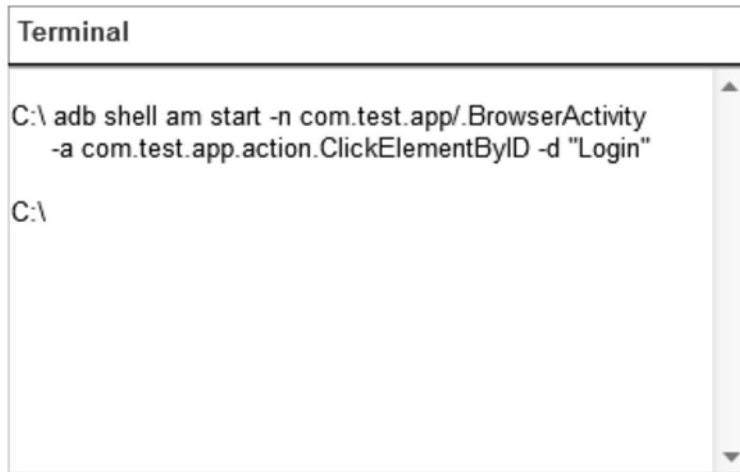 Terminal
C:\ adb shell am start -n com.test.app/.BrowserActivity
-a com.test.app.action.ClickElementByID -d "Login"
C:\